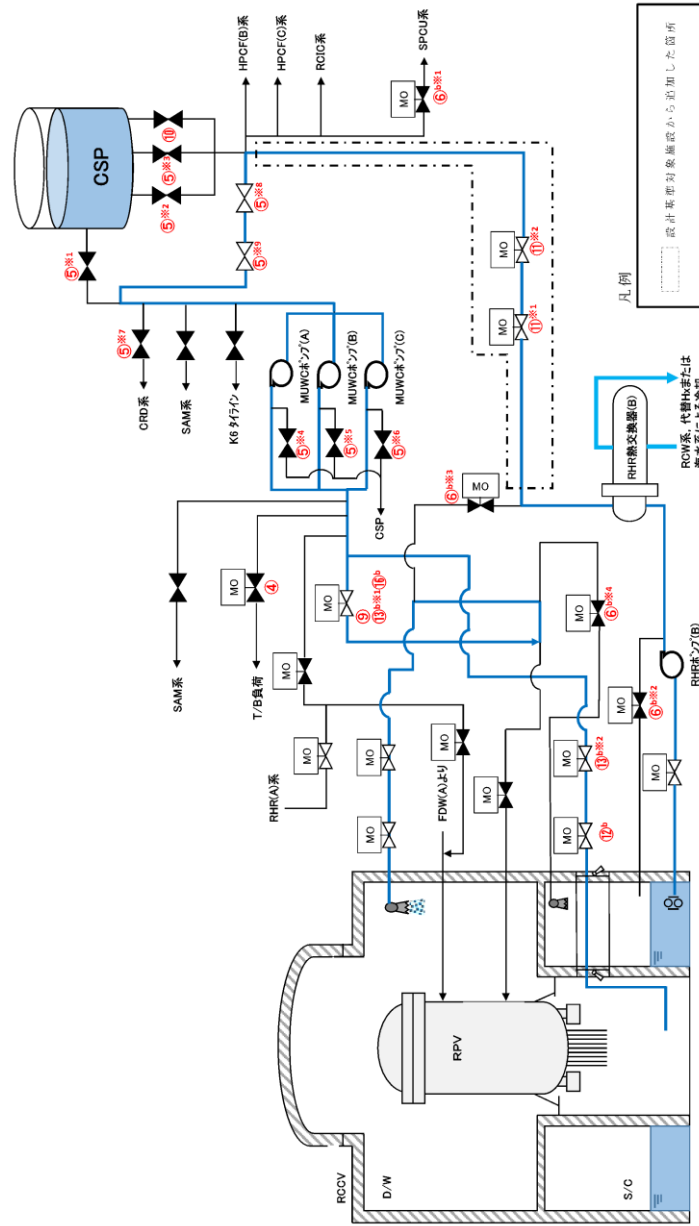 CSP
HPCF(B)系
HPCF(C)系
RCIC系
SPCU系
MO
⑥b※1
⑩
⑤※3
⑤※2
⑤※1
⑤※8
⑤※9
⑤※7
CRD系
SAM系
K6 タイライン
MUWCポンプ(A)
MUWCポンプ(B)
MUWCポンプ(C)
⑤※4
⑤※5
⑤※6
CSP
MO
⑪※2
MO
⑪※1
凡例
設計基準対象施設から追加した箇所
SAM系
MO
④
T/B負荷
MO
⑨
⑬b※1
⑯b
MO
⑥b※3
RHR熱交換器(B)
RCW系、代替Hxまたは
MO
MO
RHR(A)系
MO
FDW(A)より
MO
MO
MO
MO
⑥b※4
MO
⑬b※2
MO
⑫b
MO
⑥b※2
RHRポンプ(B)
MO
RCCV
D/W
RPV
S/C